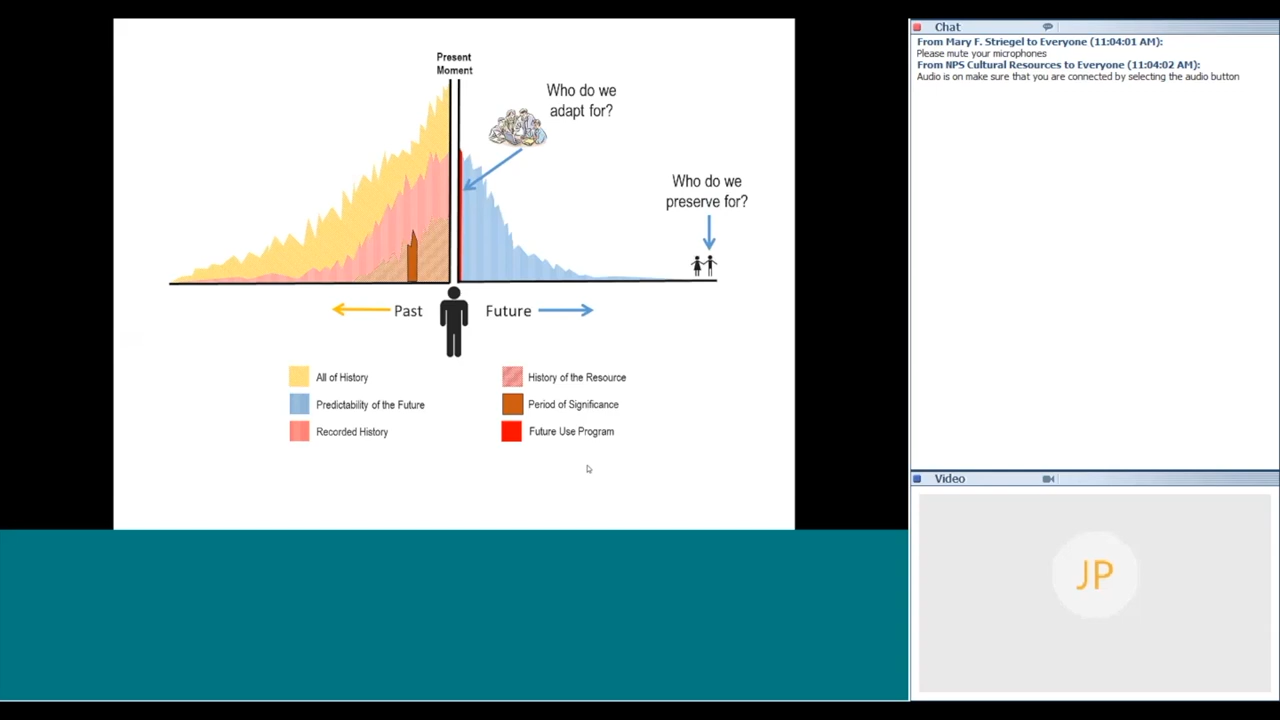 Present
Moment
Who do we
adapt for?
Who do we
preserve for?
Past
Future
All of History
History of the Resource
Predictability of the Future
Period of Significance
Recorded History
Future Use Program
Chat
From Mary F. Striegel to Everyone (11:04:01 AM):
Please mute your microphones
From NPS Cultural Resources to Everyone (11:04:02 AM):
Audio is on make sure that you are connected by selecting the audio button
Video
JP